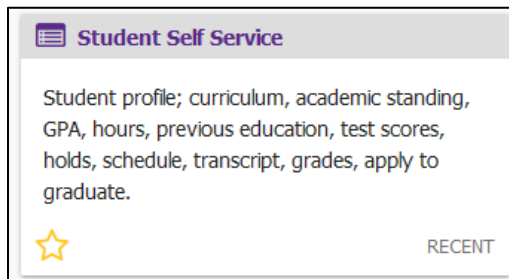 Student Self Service
Student profile; curriculum, academic standing,
GPA, hours, previous education, test scores,
holds, schedule, transcript, grades, apply to
graduate.
RECENT